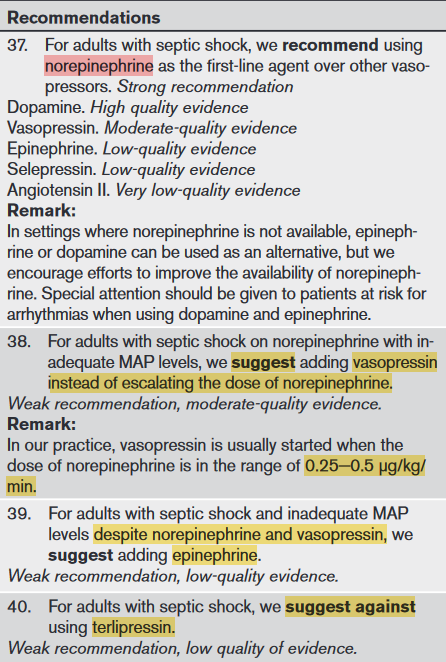 Recommendations
37. For adults with septic shock, we recommend using
norepinephrine as the first-line agent over other vaso-
pressors. Strong recommendation
Dopamine. High quality evidence
Vasopressin. Moderate-quality evidence
Epinephrine. Low-quality evidence
Selepressin. Low-quality evidence
Angiotensin II. Very low-quality evidence
Remark:
In settings where norepinephrine is not available, epineph-
rine or dopamine can be used as an alternative, but we
encourage efforts to improve the availability of norepineph-
rine. Special attention should be given to patients at risk for
arrhythmias when using dopamine and epinephrine.
38. For adults with septic shock on norepinephrine with in-
adequate MAP levels, we suggest adding vasopressin
instead of escalating the dose of norepinephrine.
Weak recommendation, moderate-quality evidence.
Remark:
In our practice, vasopressin is usually started when the
dose of norepinephrine is in the range of 0.25–0.5 μg/kg/
min.
39. For adults with septic shock and inadequate MAP
levels despite norepinephrine and vasopressin, we
suggest adding epinephrine.
Weak recommendation, low-quality evidence.
40. For adults with septic shock, we suggest against
using terlipressin.
Weak recommendation, low quality of evidence.